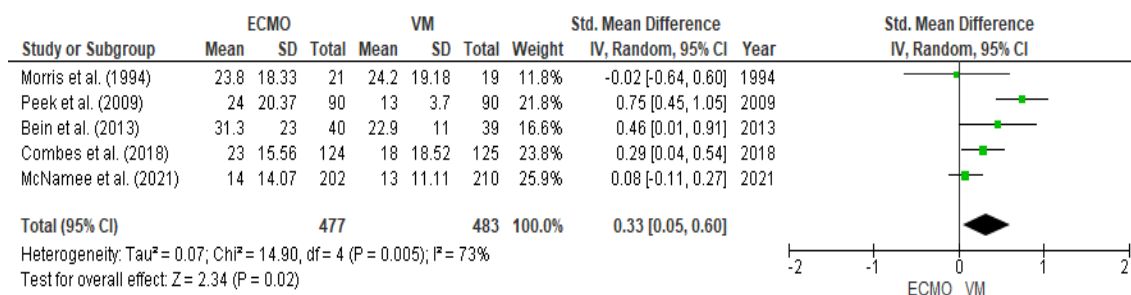 ECMO VM Std. Mean Difference Std. Mean Difference
Study or Subgroup Mean SD Total Mean SD Total Weight IV, Random, 95% CI Year IV, Random, 95% CI
Morris et al. (1994) 23.8 18.33 21 24.2 19.18 19 11.8% -0.02 [-0.64, 0.60] 1994
Peek et al. (2009) 24 20.37 90 13 3.7 90 21.8% 0.75 [0.45, 1.05] 2009
Bein et al. (2013) 31.3 23 40 22.9 11 39 16.6% 0.46 [0.01, 0.91] 2013
Combes et al. (2018) 23 15.56 124 18 18.52 125 23.8% 0.29 [0.04, 0.54] 2018
McNamee et al. (2021) 14 14.07 202 13 11.11 210 25.9% 0.08 [-0.11, 0.27] 2021
Total (95% CI) 477 483 100.0% 0.33 [0.05, 0.60]
Heterogeneity: Tau² = 0.07; Chi² = 14.90, df = 4 (P = 0.005); I² = 73%
Test for overall effect: Z = 2.34 (P = 0.02)
-2 -1 0 1 2
ECMO VM